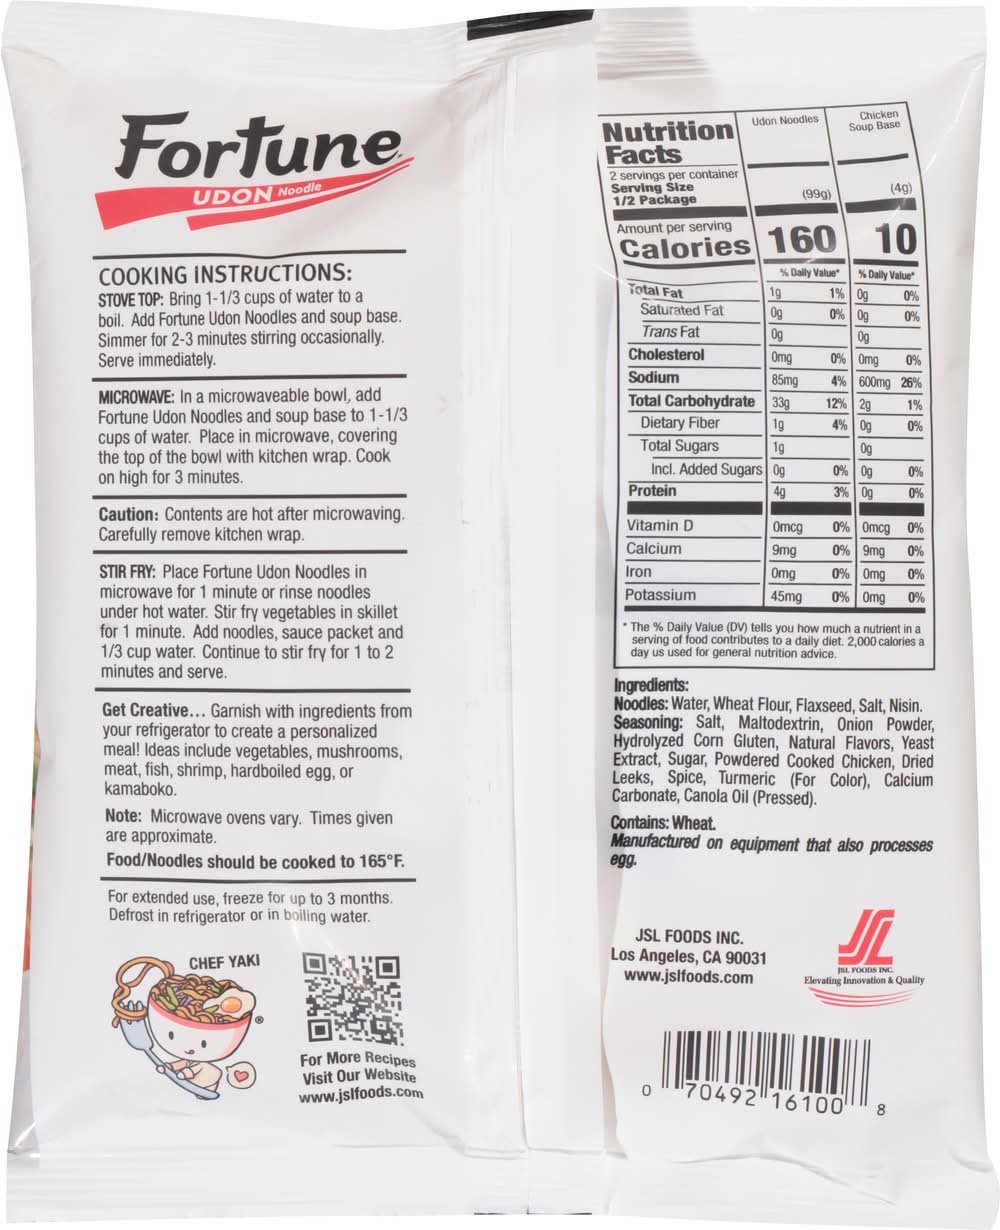 Fortune®
UDON Noodle
COOKING INSTRUCTIONS:
STOVE TOP: Bring 1-1/3 cups of water to a
boil. Add Fortune Udon Noodles and soup base.
Simmer for 2-3 minutes stirring occasionally.
Serve immediately.
MICROWAVE: In a microwaveable bowl, add
Fortune Udon Noodles and soup base to 1-1/3
cups of water. Place in microwave, covering
the top of the bowl with kitchen wrap. Cook
on high for 3 minutes.
Caution: Contents are hot after microwaving.
Carefully remove kitchen wrap.
STIR FRY: Place Fortune Udon Noodles in
microwave for 1 minute or rinse noodles
under hot water. Stir fry vegetables in skillet
for 1 minute. Add noodles, sauce packet and
1/3 cup water. Continue to stir fry for 1 to 2
minutes and serve.
Get Creative... Garnish with ingredients from
your refrigerator to create a personalized
meal! Ideas include vegetables, mushrooms,
meat, fish, shrimp, hardboiled egg, or
kamaboko.
Note: Microwave ovens vary. Times given
are approximate.
Food/Noodles should be cooked to 165°F.
For extended use, freeze for up to 3 months.
Defrost in refrigerator or in boiling water.
CHEF YAKI
®
For More Recipes
Visit Our Website
www.jslfoods.com
Nutrition
Facts
2 servings per container
Serving Size
1/2 Package
Udon Noodles
(99g)
Chicken
Soup Base
(4g)
Amount per serving
Calories 160 10
% Daily Value* % Daily Value*
Total Fat 1g 1% 0g 0%
Saturated Fat 0g 0% 0g 0%
Trans Fat 0g 0g
Cholesterol 0mg 0% 0mg 0%
Sodium 85mg 4% 600mg 26%
Total Carbohydrate 33g 12% 2g 1%
Dietary Fiber 1g 4% 0g 0%
Total Sugars 1g 0g
Incl. Added Sugars 0g 0% 0g 0%
Protein 4g 3% 0g 0%
Vitamin D 0mcg 0% 0mcg 0%
Calcium 9mg 0% 9mg 0%
Iron 0mg 0% 0mg 0%
Potassium 45mg 0% 0mg 0%
* The % Daily Value (DV) tells you how much a nutrient in a
serving of food contributes to a daily diet. 2,000 calories a
day us used for general nutrition advice.
Ingredients:
Noodles: Water, Wheat Flour, Flaxseed, Salt, Nisin.
Seasoning: Salt, Maltodextrin, Onion Powder,
Hydrolyzed Corn Gluten, Natural Flavors, Yeast
Extract, Sugar, Powdered Cooked Chicken, Dried
Leeks, Spice, Turmeric (For Color), Calcium
Carbonate, Canola Oil (Pressed).
Contains: Wheat.
Manufactured on equipment that also processes
egg.
JSL FOODS INC.
Los Angeles, CA 90031
www.jslfoods.com
JSL
JSL FOODS INC.
Elevating Innovation & Quality
0 70492 16100 8